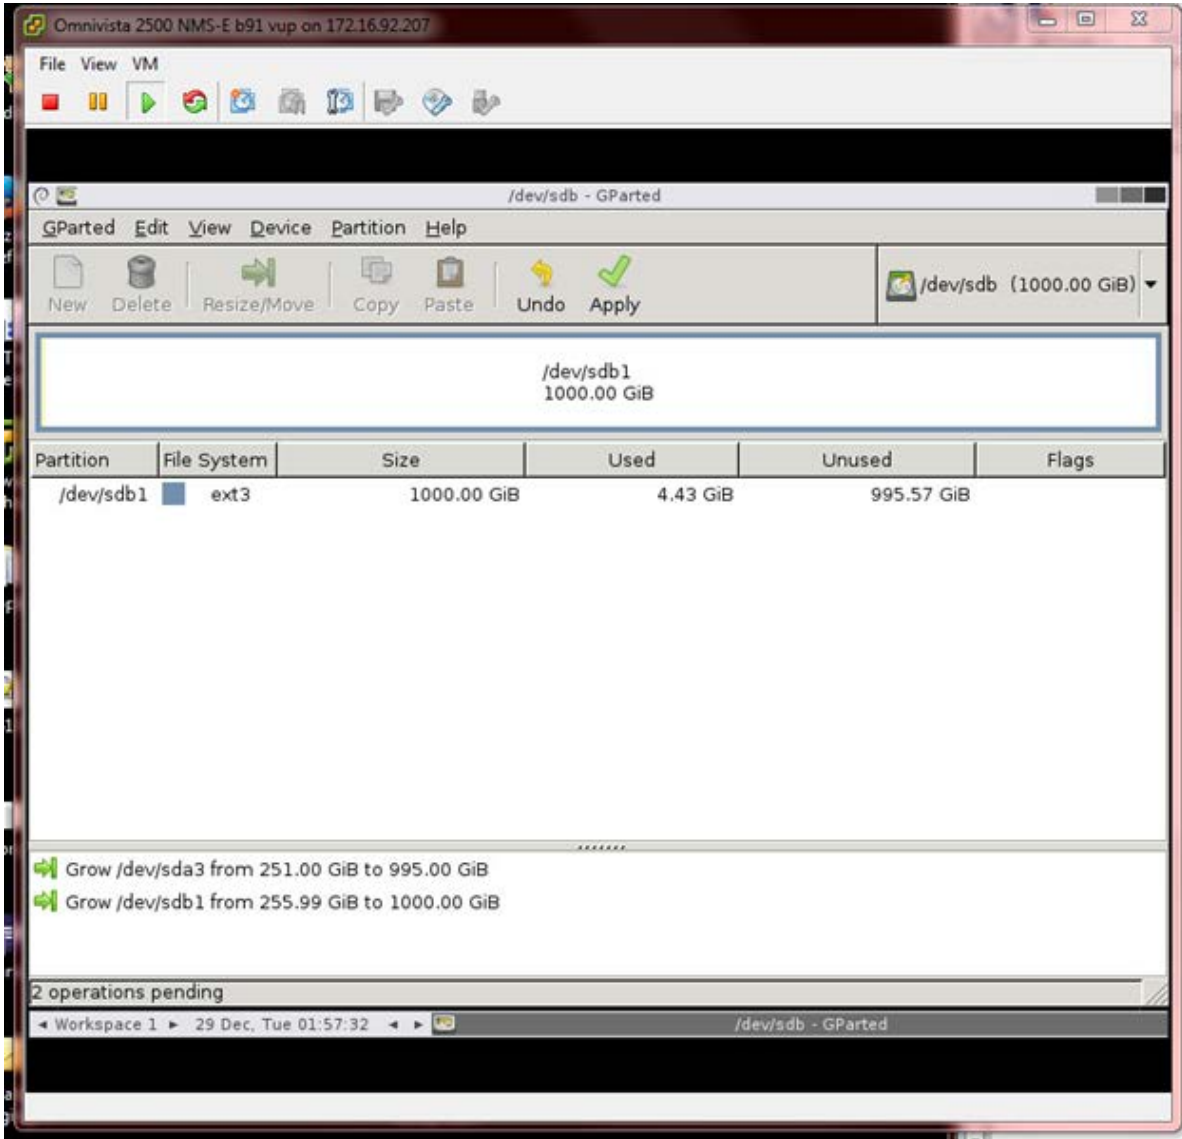 Omnivista 2500 NMS-E b91 vup on 172.16.92.207
File View VM
/dev/sdb - GParted
GParted Edit View Device Partition Help
New Delete Resize/Move Copy Paste Undo Apply /dev/sdb (1000.00 GiB)
/dev/sdb1
1000.00 GiB
Partition File System Size Used Unused Flags
/dev/sdb1 ext3 1000.00 GiB 4.43 GiB 995.57 GiB
Grow /dev/sda3 from 251.00 GiB to 995.00 GiB
Grow /dev/sdb1 from 255.99 GiB to 1000.00 GiB
2 operations pending
Workspace 1 29 Dec, Tue 01:57:32 /dev/sdb - GParted